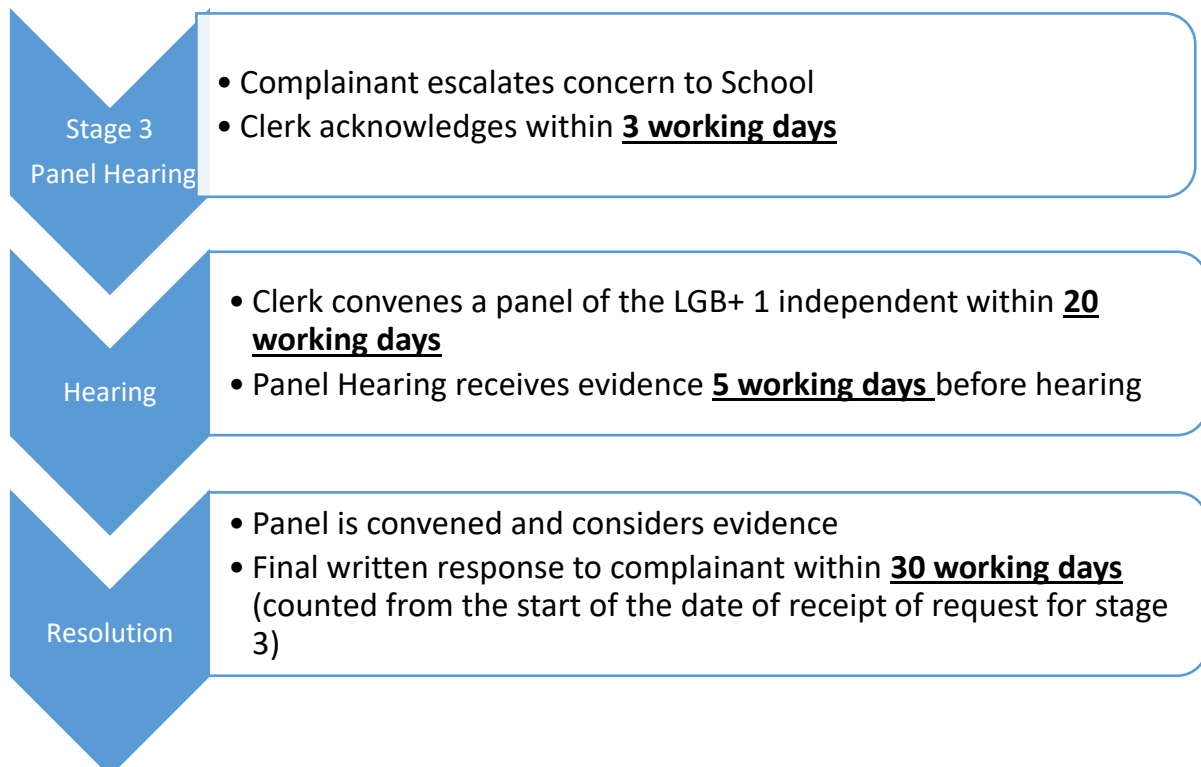 Stage 3
Panel Hearing
• Complainant escalates concern to School
• Clerk acknowledges within 3 working days
Hearing
• Clerk convenes a panel of the LGB+ 1 independent within 20
working days
• Panel Hearing receives evidence 5 working days before hearing
Resolution
• Panel is convened and considers evidence
• Final written response to complainant within 30 working days
(counted from the start of the date of receipt of request for stage
3)